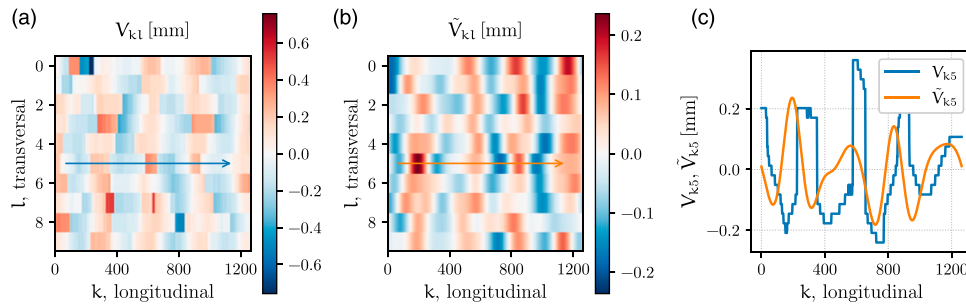 (a)
V_kl [mm]
0
2
4
6
8
l, transversal
0
400
800
1200
k, longitudinal
0.6
0.4
0.2
0.0
−0.2
−0.4
−0.6
(b)
Ṽ_kl [mm]
0
2
4
6
8
l, transversal
0
400
800
1200
k, longitudinal
0.2
0.1
0.0
−0.1
−0.2
(c)
V_k5
Ṽ_k5
0.2
0.0
−0.2
V_k5, Ṽ_k5 [mm]
0
400
800
1200
k, longitudinal